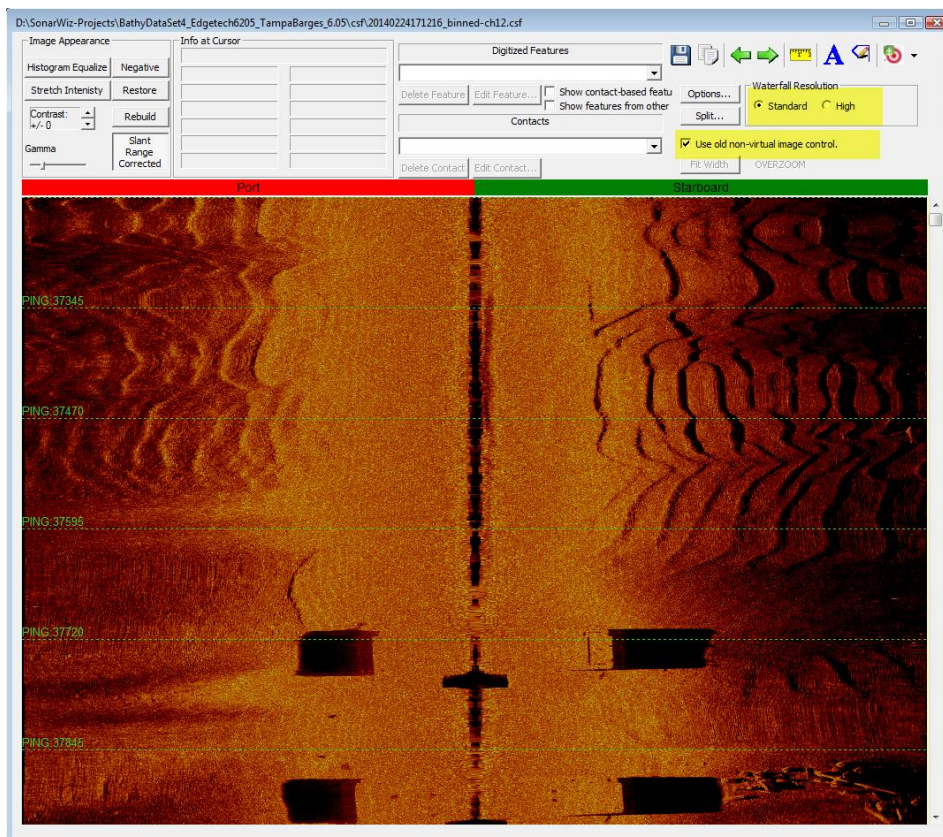 D:\SonarWiz-Projects\BathyDataSet4_Edgetech6205_TampaBarges_6.05\csf\20140224171216_binned-ch12.csf
Image Appearance
Histogram Equalize
Negative
Stretch Intenisty
Restore
Contrast:
+/- 0
Rebuild
Gamma
Slant
Range
Corrected
Info at Cursor
Digitized Features
Delete Feature
Edit Feature...
Show contact-based featu
Show features from other
Contacts
Delete Contact
Edit Contact...
A
Options...
Split...
Waterfall Resolution
Standard
High
Use old non-virtual image control.
Fit Width
OVERZOOM
Port
Starboard
PING:37345
PING:37470
PING:37595
PING:37720
PING:37845